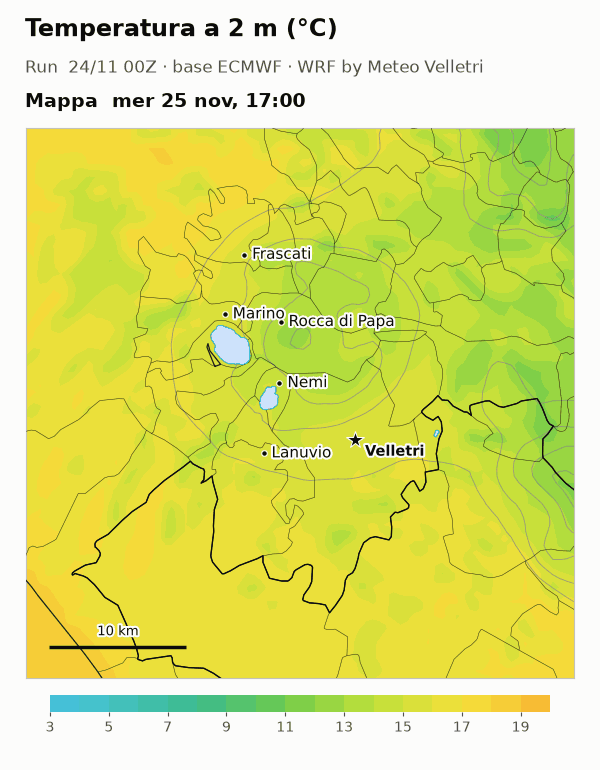 Temperatura a 2 m (°C)
Run 24/11 00Z · base ECMWF · WRF by Meteo Velletri
Mappa mer 25 nov, 17:00
Frascati
Marino
Rocca di Papa
Nemi
Velletri
Lanuvio
10 km
3 5 7 9 11 13 15 17 19